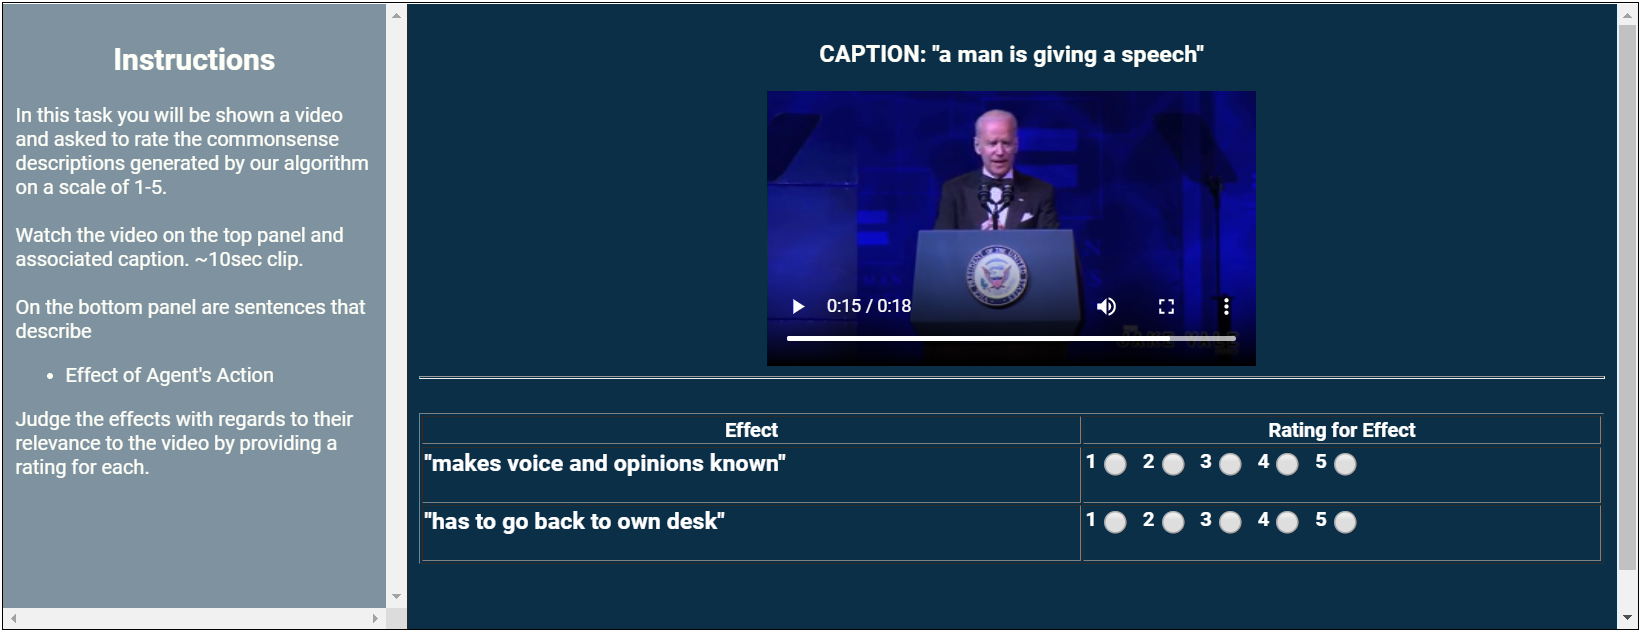 Instructions
In this task you will be shown a video
and asked to rate the commonsense
descriptions generated by our algorithm
on a scale of 1-5.
Watch the video on the top panel and
associated caption. ~10sec clip.
On the bottom panel are sentences that
describe
• Effect of Agent's Action
Judge the effects with regards to their
relevance to the video by providing a
rating for each.
CAPTION: "a man is giving a speech"
0:15 / 0:18
Effect
Rating for Effect
"makes voice and opinions known"
1 2 3 4 5
"has to go back to own desk"
1 2 3 4 5